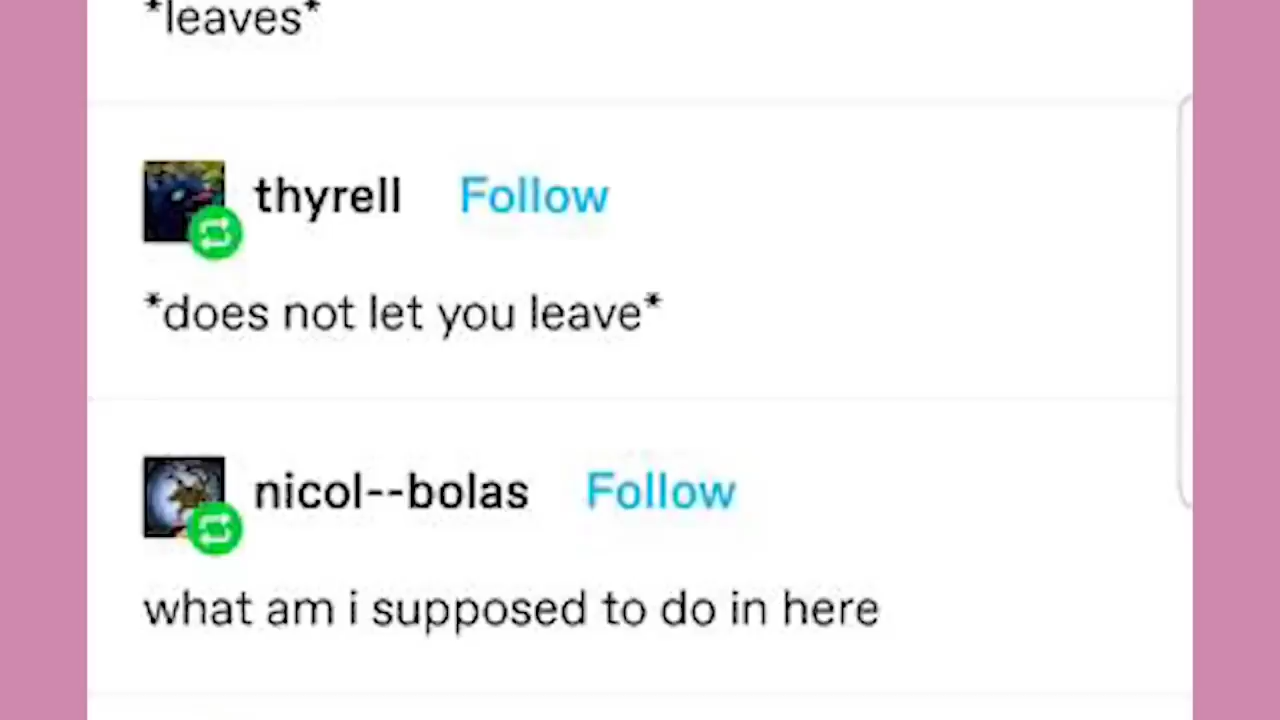 *leaves*
thyrell Follow
*does not let you leave*
nicol--bolas Follow
what am i supposed to do in here